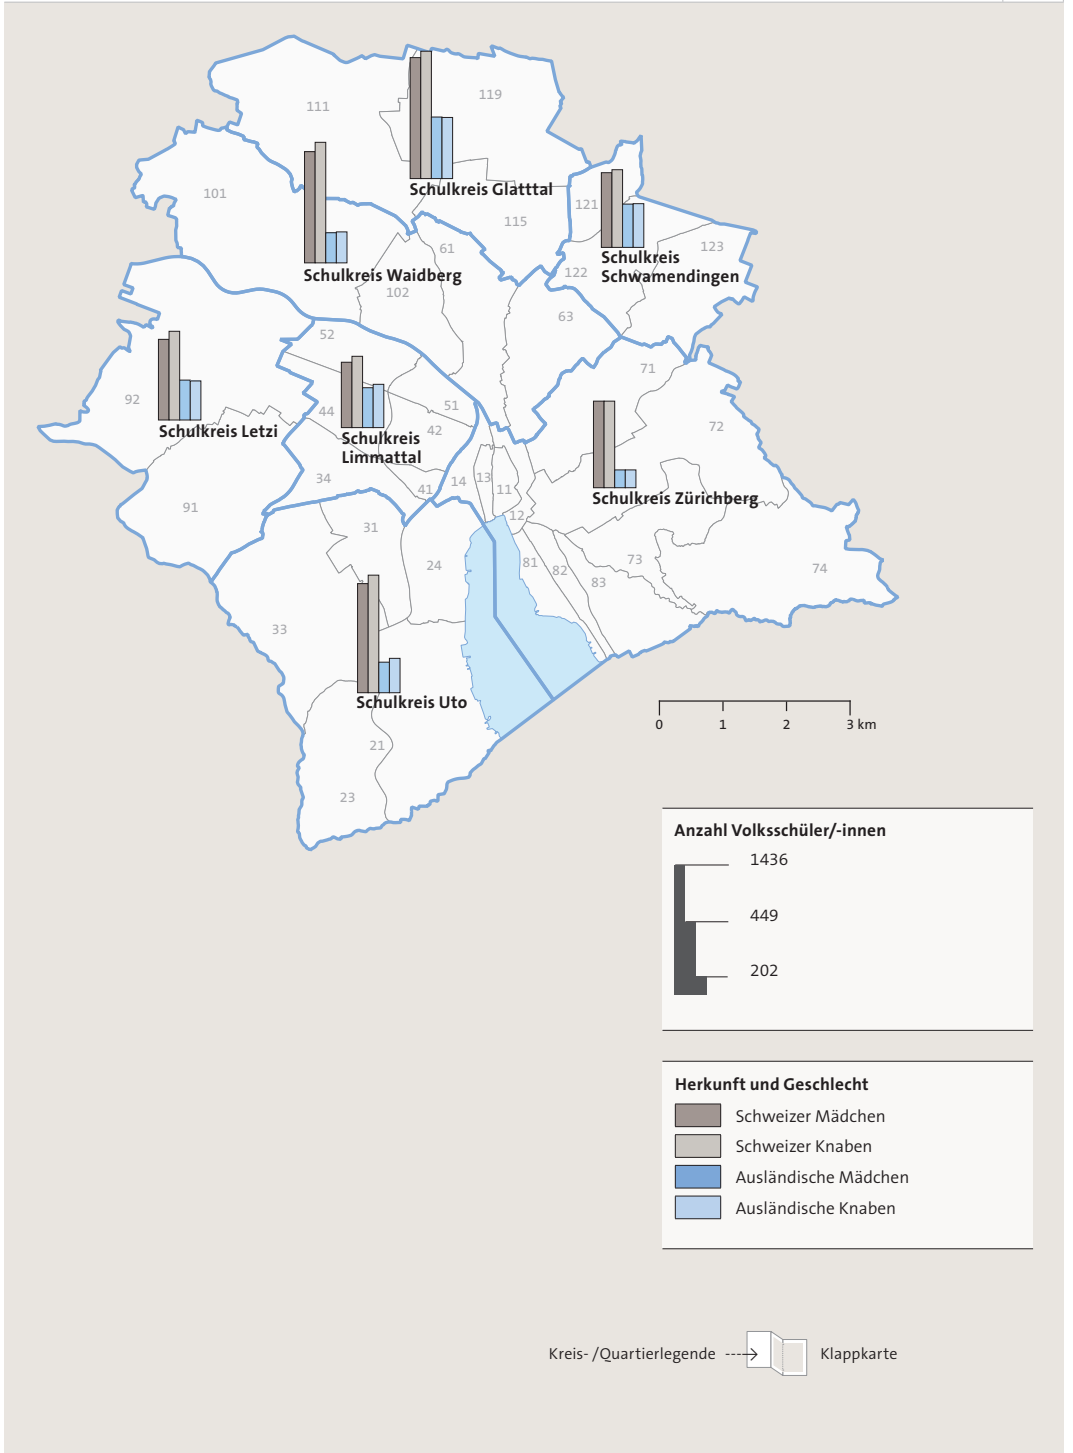 119
111
Schulkreis Glatttal
101
121
115
123
61
Schulkreis
Schwamendingen
122
Schulkreis Waidberg
102
63
52
71
92
44
51
72
42
Schulkreis Letzi
Schulkreis
Limmattal
34
14
13
11
41
Schulkreis Zürichberg
91
31
12
24
81
82
73
83
74
33
Schulkreis Uto
0 1 2 3 km
21
23
Anzahl Volksschüler/-innen
1436
449
202
Herkunft und Geschlecht
Schweizer Mädchen
Schweizer Knaben
Ausländische Mädchen
Ausländische Knaben
Kreis- /Quartierlegende Klappkarte